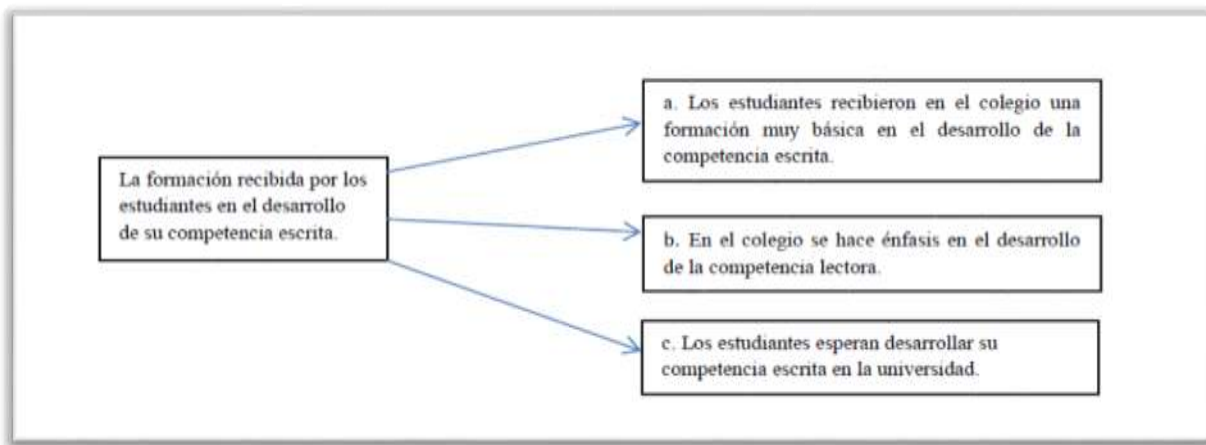 La formación recibida por los
estudiantes en el desarrollo
de su competencia escrita.
a. Los estudiantes recibieron en el colegio una
formación muy básica en el desarrollo de la
competencia escrita.
b. En el colegio se hace énfasis en el desarrollo
de la competencia lectora.
c. Los estudiantes esperan desarrollar su
competencia escrita en la universidad.